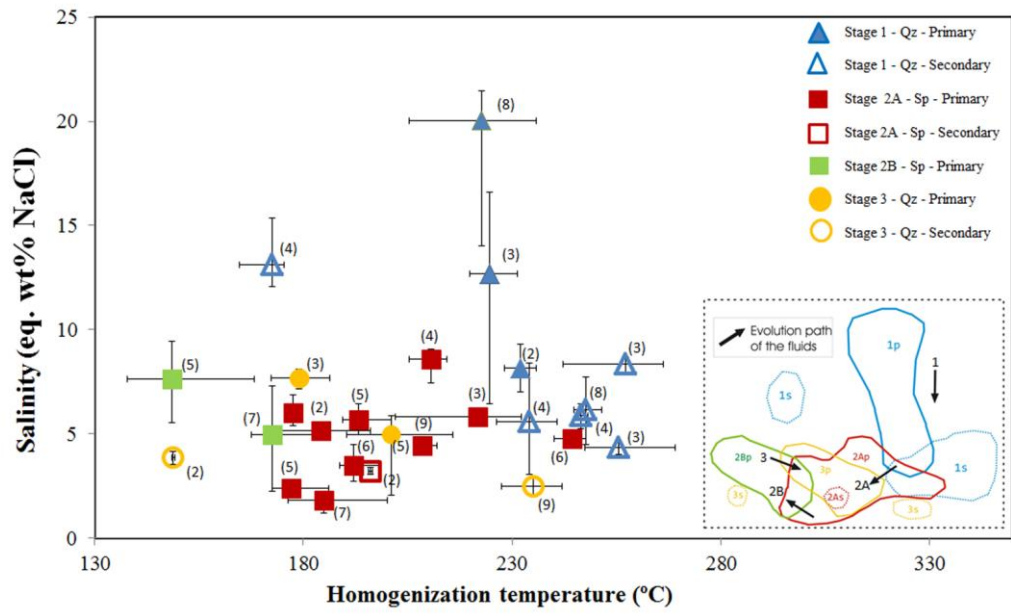 25
20
15
10
5
0
130
180
230
280
330
Salinity (eq. wt% NaCl)
Homogenization temperature (ºC)
Stage 1 - Qz - Primary
Stage 1 - Qz - Secondary
Stage 2A - Sp - Primary
Stage 2A - Sp - Secondary
Stage 2B - Sp - Primary
Stage 3 - Qz - Primary
Stage 3 - Qz - Secondary
(8)
(4)
(3)
(4)
(2)
(3)
(5)
(3)
(8)
(2)
(5)
(3)
(4)
(4)
(7)
(9)
(5)
(6)
(3)
(2)
(6)
(2)
(5)
(7)
(9)
Evolution path
of the fluids
1p
1
1s
1s
2Bp
3
3p
2Ap
2A
2B
3s
2As
3s